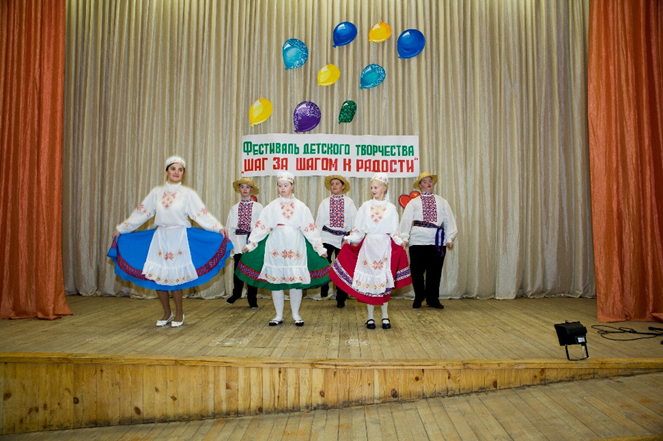 Фестиваль детского творчества
„ШАГ ЗА ШАГОМ К РАДОСТИ“